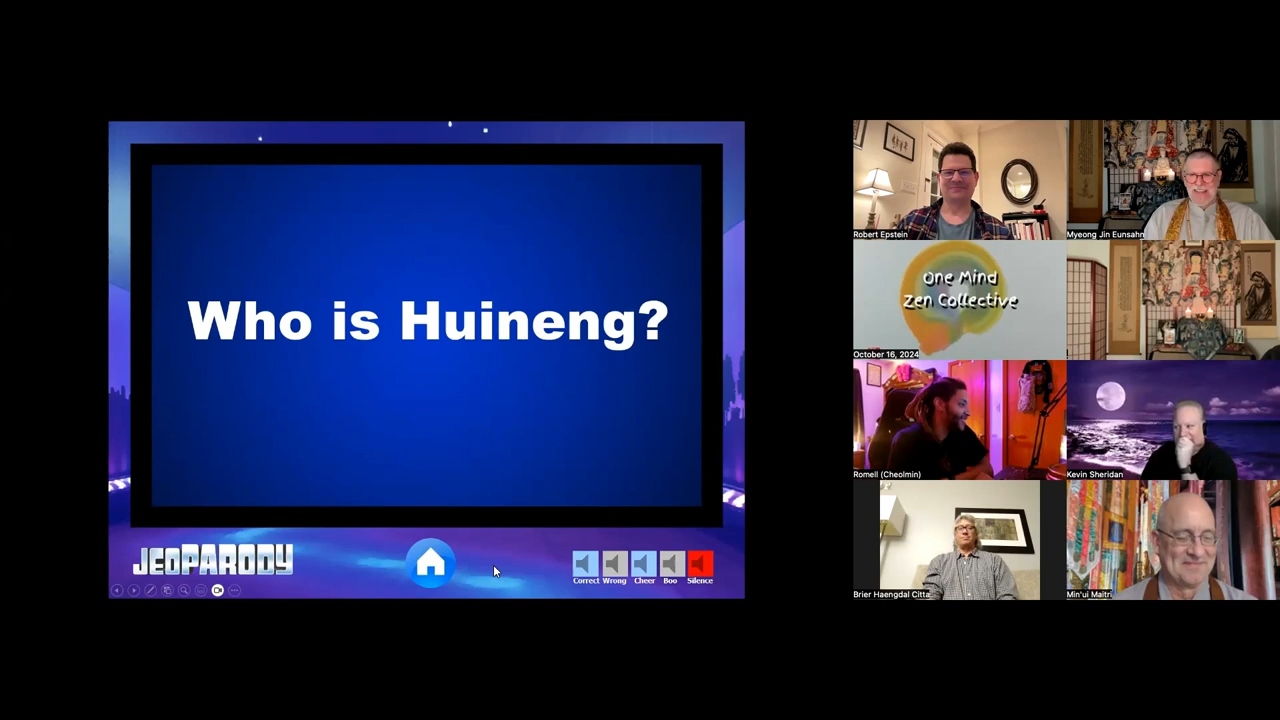 Who is Huineng?
JEOPARODY
Correct Wrong Cheer Boo Silence
Robert Epstein
Myeong Jin Eunsahn
One Mind
Zen Collective
October 16, 2024
Romell (Cheolmin)
Kevin Sheridan
Brier Haengdal Citta
Min'ui Maitri